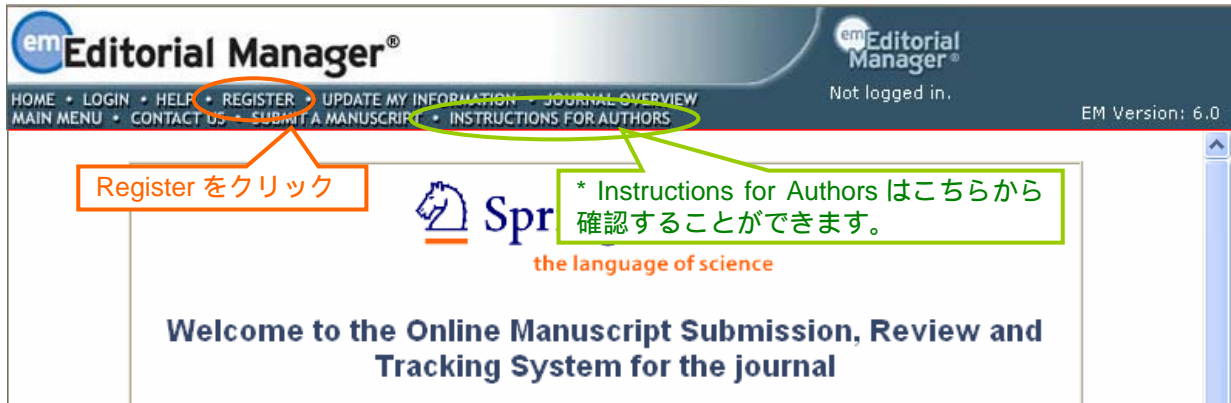 em Editorial Manager®
em Editorial
Manager®
HOME • LOGIN • HELP • REGISTER • UPDATE MY INFORMATION • JOURNAL OVERVIEW
MAIN MENU • CONTACT US • SUBMIT A MANUSCRIPT • INSTRUCTIONS FOR AUTHORS
Not logged in.
EM Version: 6.0
Register をクリック
* Instructions for Authors はこちらから
確認することができます。
Spr
the language of science
Welcome to the Online Manuscript Submission, Review and
Tracking System for the journal